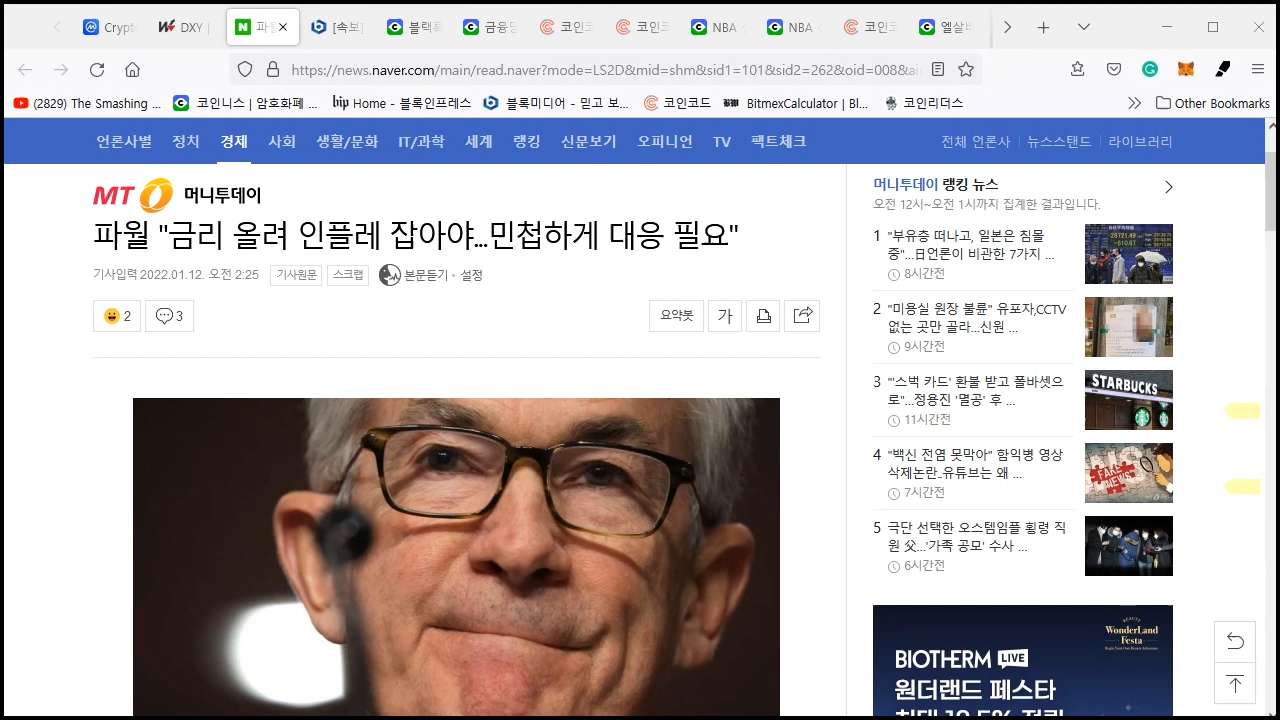 Crypto
DXY
파월
[속보]
블랙록
금융당
코인코
코인코
NBA
NBA
코인코
엘살바
https://news.naver.com/main/read.naver?mode=LS2D&mid=shm&sid1=101&sid2=262&oid=008&ai
(2829) The Smashing ...
코인니스 | 암호화폐 ...
bip Home - 블록인프레스
블록미디어 - 믿고 보...
코인코드
BitmexCalculator | Bl...
코인리더스
Other Bookmarks
언론사별 정치 경제 사회 생활/문화 IT/과학 세계 랭킹 신문보기 오피니언 TV 팩트체크
전체 언론사 뉴스스탠드 라이브러리
MT 머니투데이
파월 "금리 올려 인플레 잡아야...민첩하게 대응 필요"
기사입력 2022.01.12. 오전 2:25 기사원문 스크랩 본문듣기 · 설정
2 3 요약봇 가
머니투데이 랭킹 뉴스
오전 12시~오전 1시까지 집계한 결과입니다.
1 "부유층 떠나고, 일본은 침몰
중"...日언론이 비관한 7가지 ...
8시간전
2 "미용실 원장 불륜" 유포자,CCTV
없는 곳만 골라...신원 ...
9시간전
3 "'스벅 카드' 환불 받고 폴바셋으
로"...정용진 '멸공' 후 ...
11시간전
STARBUCKS
4 "백신 전염 못막아" 함익병 영상
삭제논란..유튜브는 왜 ...
7시간전
FAKE NEWS
5 극단 선택한 오스템임플 횡령 직
원 父...'가족 공모' 수사 ...
6시간전
WonderLand
Festa
BIOTHERM LIVE
원더랜드 페스타